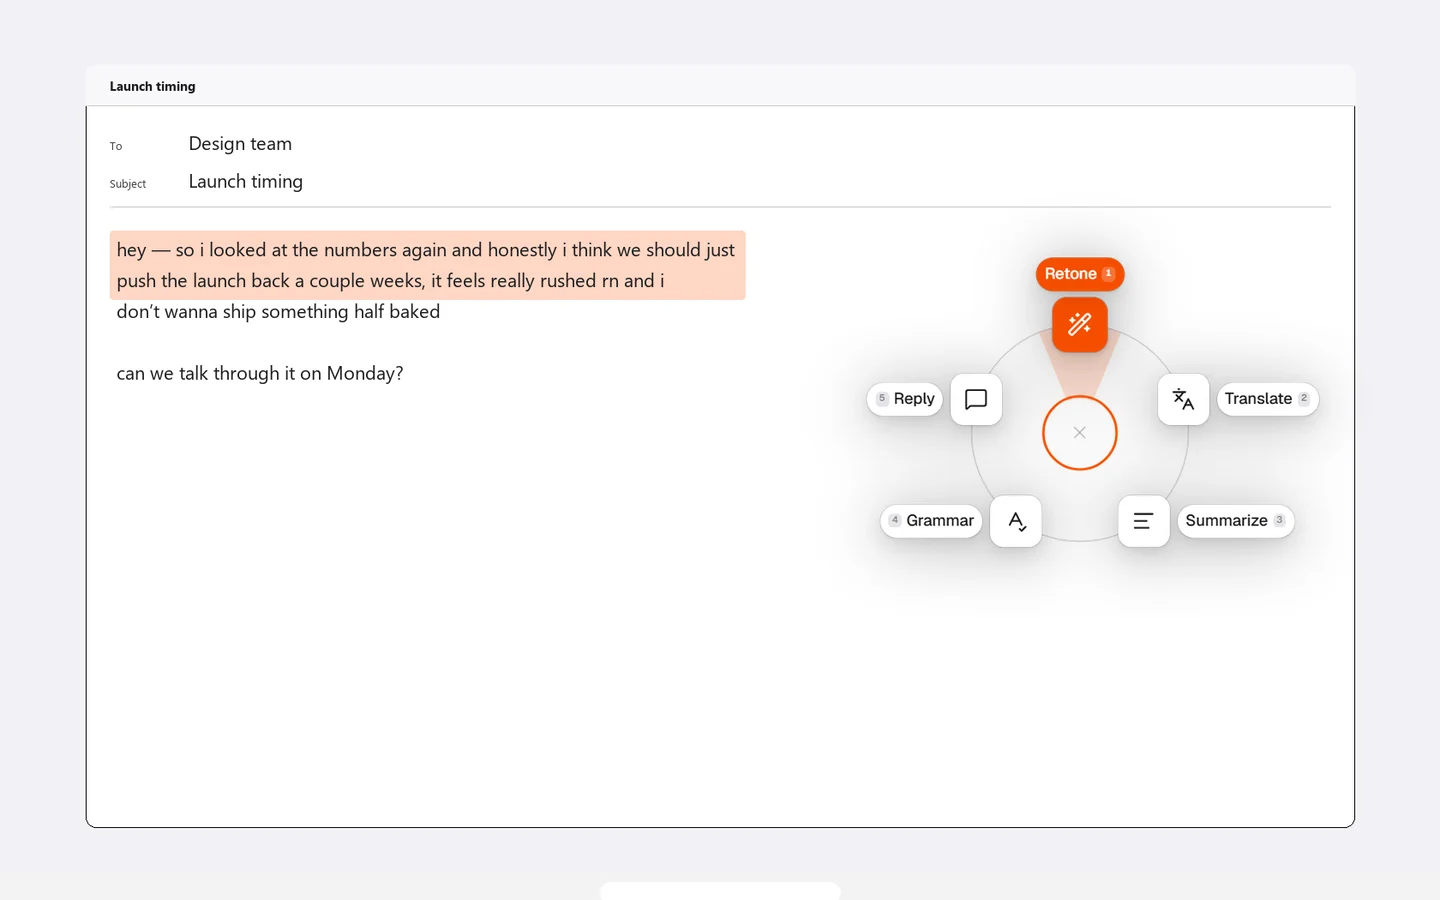 Launch timing
To Design team
Subject Launch timing
hey — so i looked at the numbers again and honestly i think we should just
push the launch back a couple weeks, it feels really rushed rn and i
don’t wanna ship something half baked
can we talk through it on Monday?
Retone 1
5 Reply
Translate 2
4 Grammar
Summarize 3